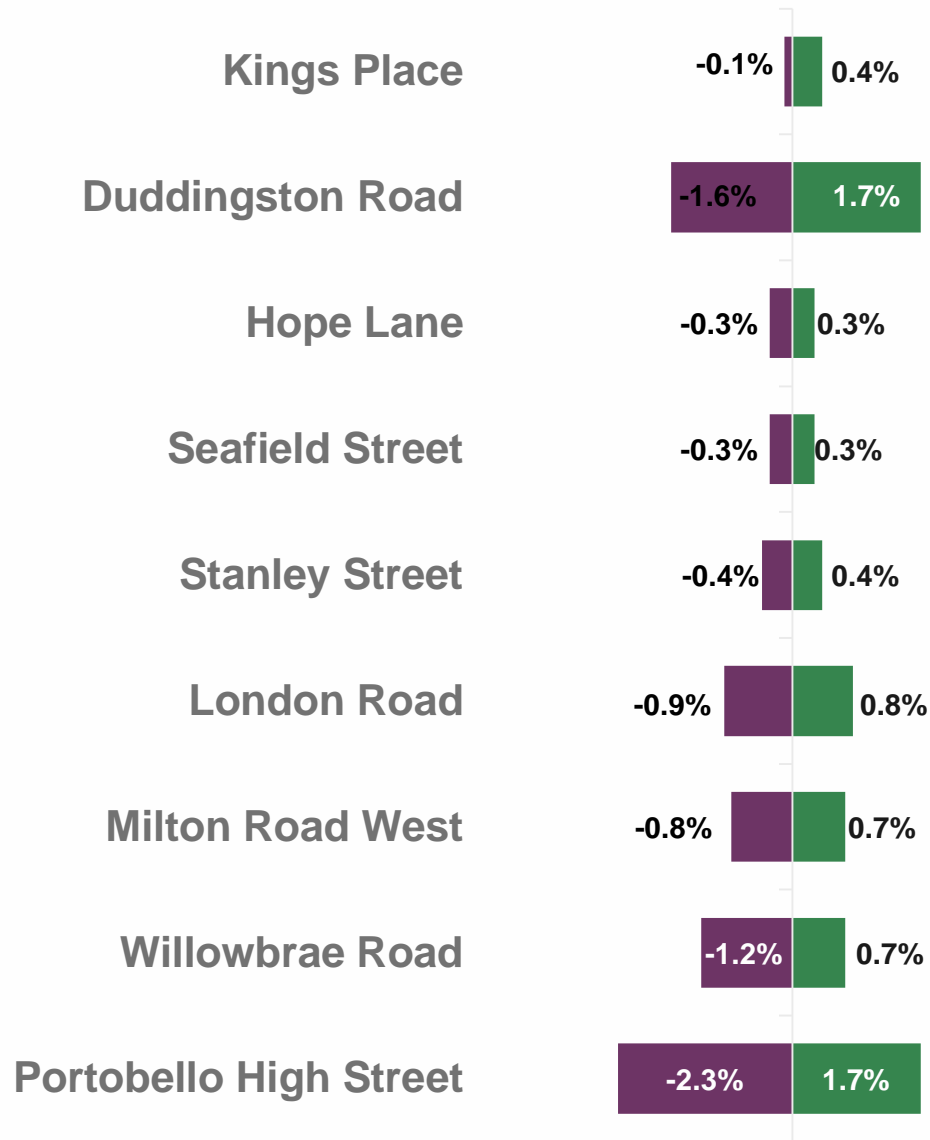 Kings Place -0.1% 0.4%
Duddingston Road -1.6% 1.7%
Hope Lane -0.3% 0.3%
Seafield Street -0.3% 0.3%
Stanley Street -0.4% 0.4%
London Road -0.9% 0.8%
Milton Road West -0.8% 0.7%
Willowbrae Road -1.2% 0.7%
Portobello High Street -2.3% 1.7%